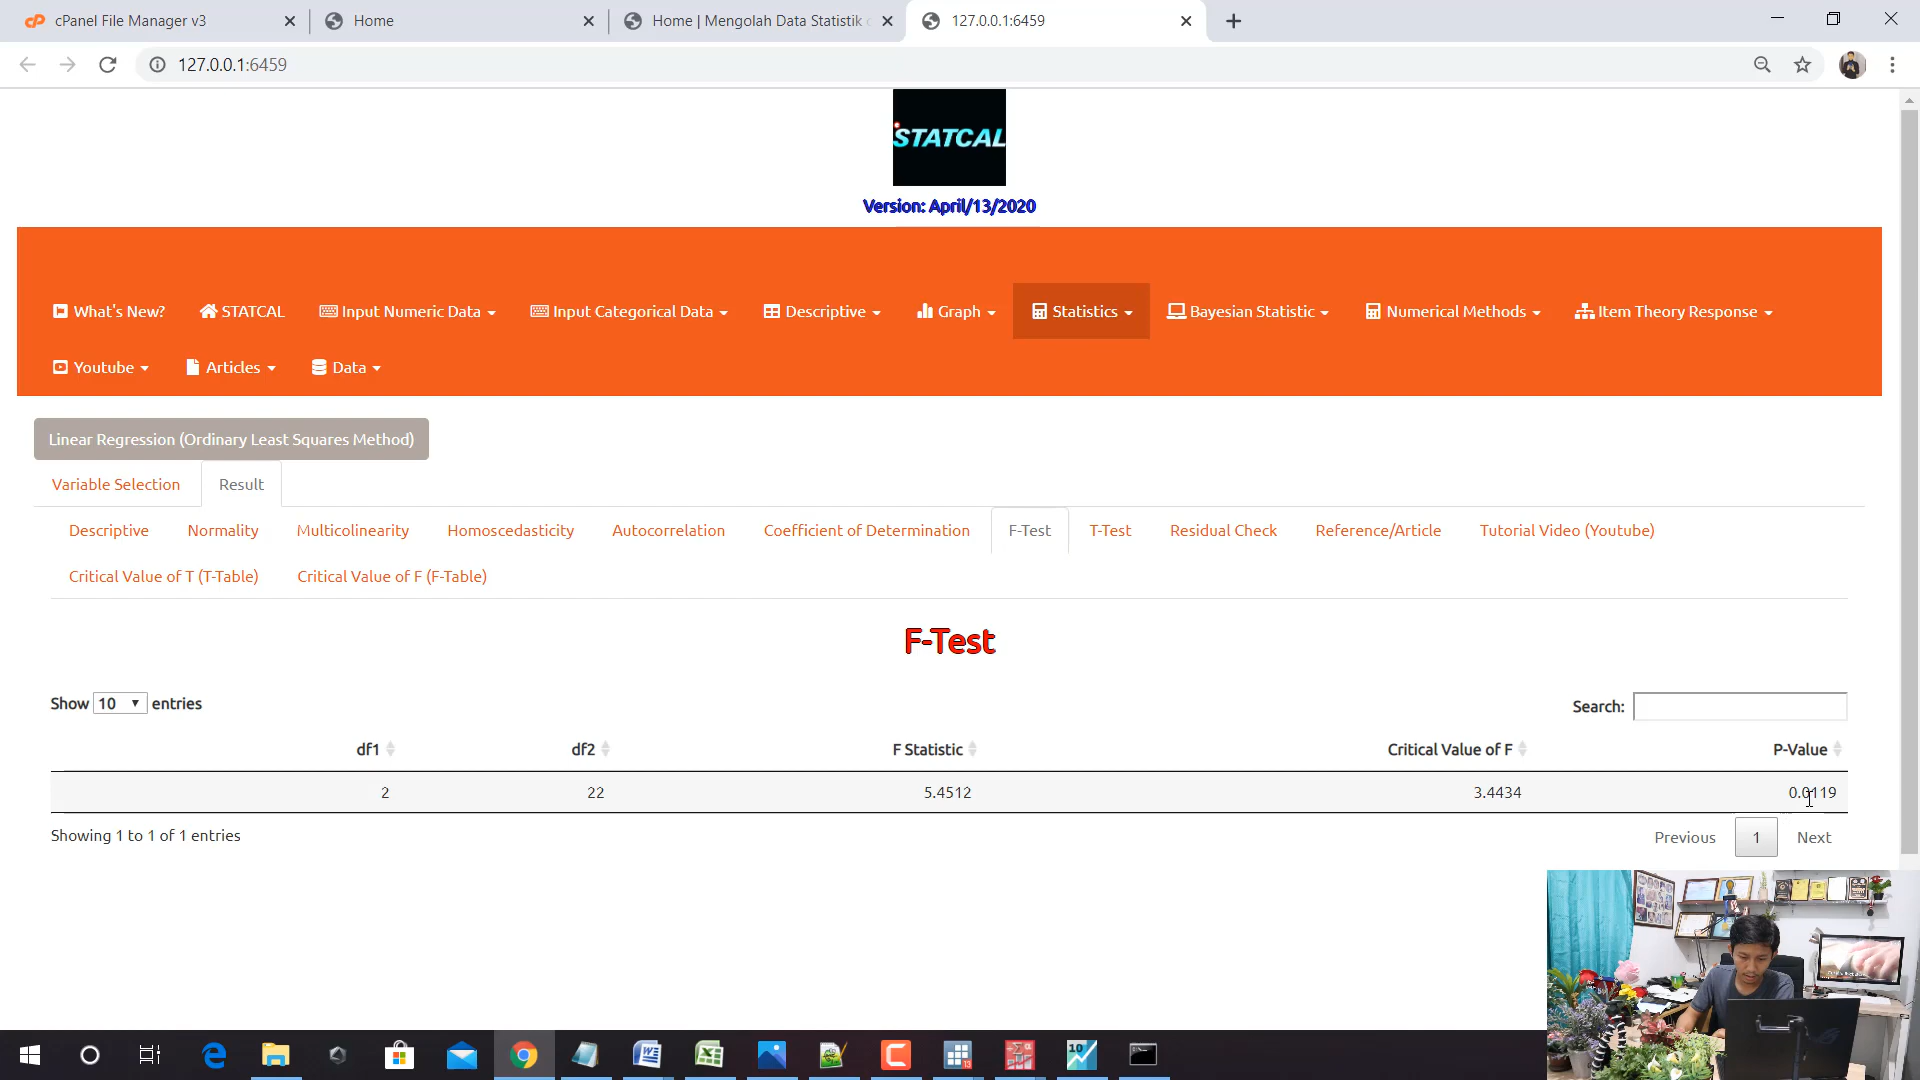 cPanel File Manager v3
Home
Home | Mengolah Data Statistik
127.0.0.1:6459
127.0.0.1:6459
STATCAL
Version: April/13/2020
What's New?
STATCAL
Input Numeric Data
Input Categorical Data
Descriptive
Graph
Statistics
Bayesian Statistic
Numerical Methods
Item Theory Response
Youtube
Articles
Data
Linear Regression (Ordinary Least Squares Method)
Variable Selection
Result
Descriptive
Normality
Multicolinearity
Homoscedasticity
Autocorrelation
Coefficient of Determination
F-Test
T-Test
Residual Check
Reference/Article
Tutorial Video (Youtube)
Critical Value of T (T-Table)
Critical Value of F (F-Table)
F-Test
Show 10 entries
Search:
df1 df2 F Statistic Critical Value of F P-Value
2 22 5.4512 3.4434 0.0119
Showing 1 to 1 of 1 entries
Previous 1 Next